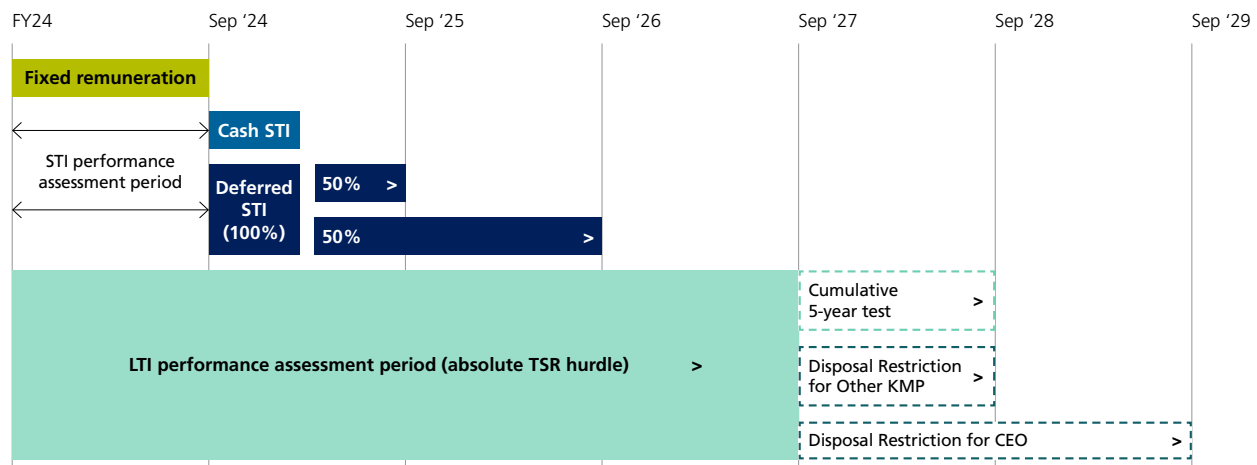 FY24
Sep ‘24
Sep ‘25
Sep ‘26
Sep ‘27
Sep ‘28
Sep ‘29
Fixed remuneration
Cash STI
STI performance
assessment period
Deferred
STI
(100%)
50% >
50% >
LTI performance assessment period (absolute TSR hurdle) >
Cumulative
5-year test >
Disposal Restriction
for Other KMP >
Disposal Restriction for CEO >